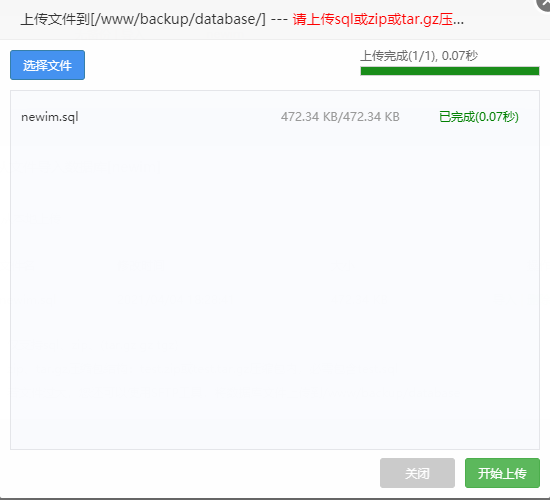 上传文件到[/www/backup/database/] --- 请上传sql或zip或tar.gz压...
选择文件
上传完成(1/1), 0.07秒
newim.sql 472.34 KB/472.34 KB 已完成(0.07秒)
关闭 开始上传